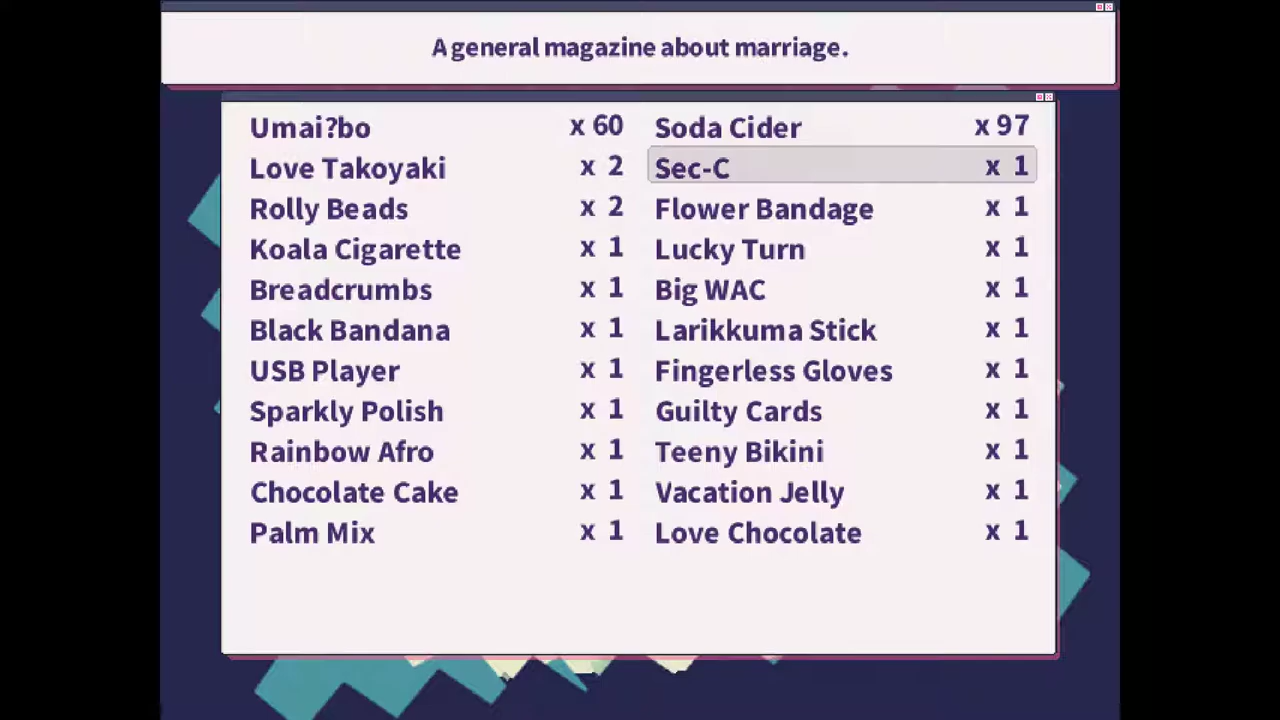 A general magazine about marriage.
Umai?bo x 60 Soda Cider x 97
Love Takoyaki x 2 Sec-C x 1
Rolly Beads x 2 Flower Bandage x 1
Koala Cigarette x 1 Lucky Turn x 1
Breadcrumbs x 1 Big WAC x 1
Black Bandana x 1 Larikkuma Stick x 1
USB Player x 1 Fingerless Gloves x 1
Sparkly Polish x 1 Guilty Cards x 1
Rainbow Afro x 1 Teeny Bikini x 1
Chocolate Cake x 1 Vacation Jelly x 1
Palm Mix x 1 Love Chocolate x 1